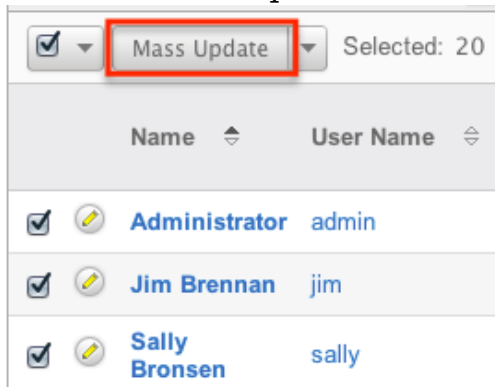 Mass Update Selected: 20
Name User Name
Administrator admin
Jim Brennan jim
Sally
Bronsen sally